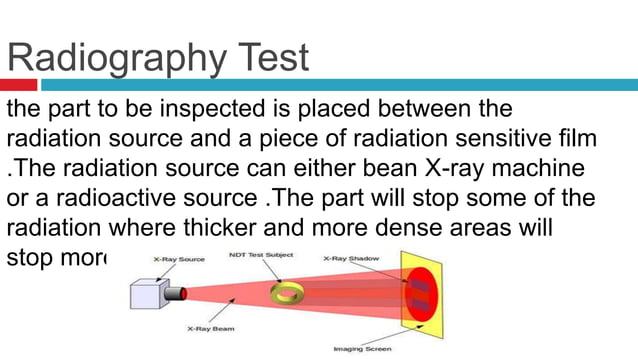 Radiography Test
the part to be inspected is placed between the
radiation source and a piece of radiation sensitive film
.The radiation source can either bean X-ray machine
or a radioactive source .The part will stop some of the
radiation where thicker and more dense areas will
stop more
X-Ray Source
NDT Test Subject
X-Ray Shadow
X-Ray Beam
Imaging Screen